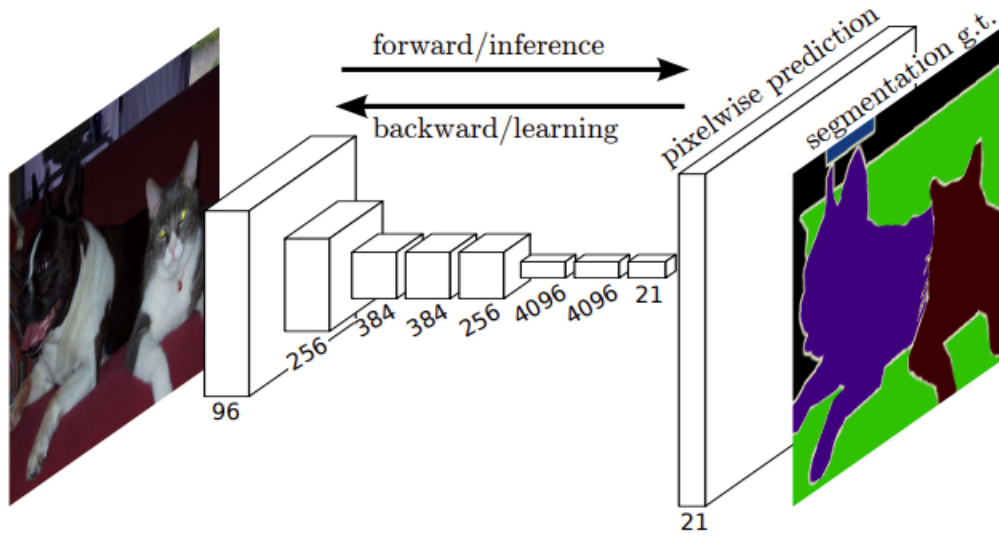 forward/inference
backward/learning
pixelwise prediction
segmentation g.t.
96
256
384
384
256
4096
4096
21
21